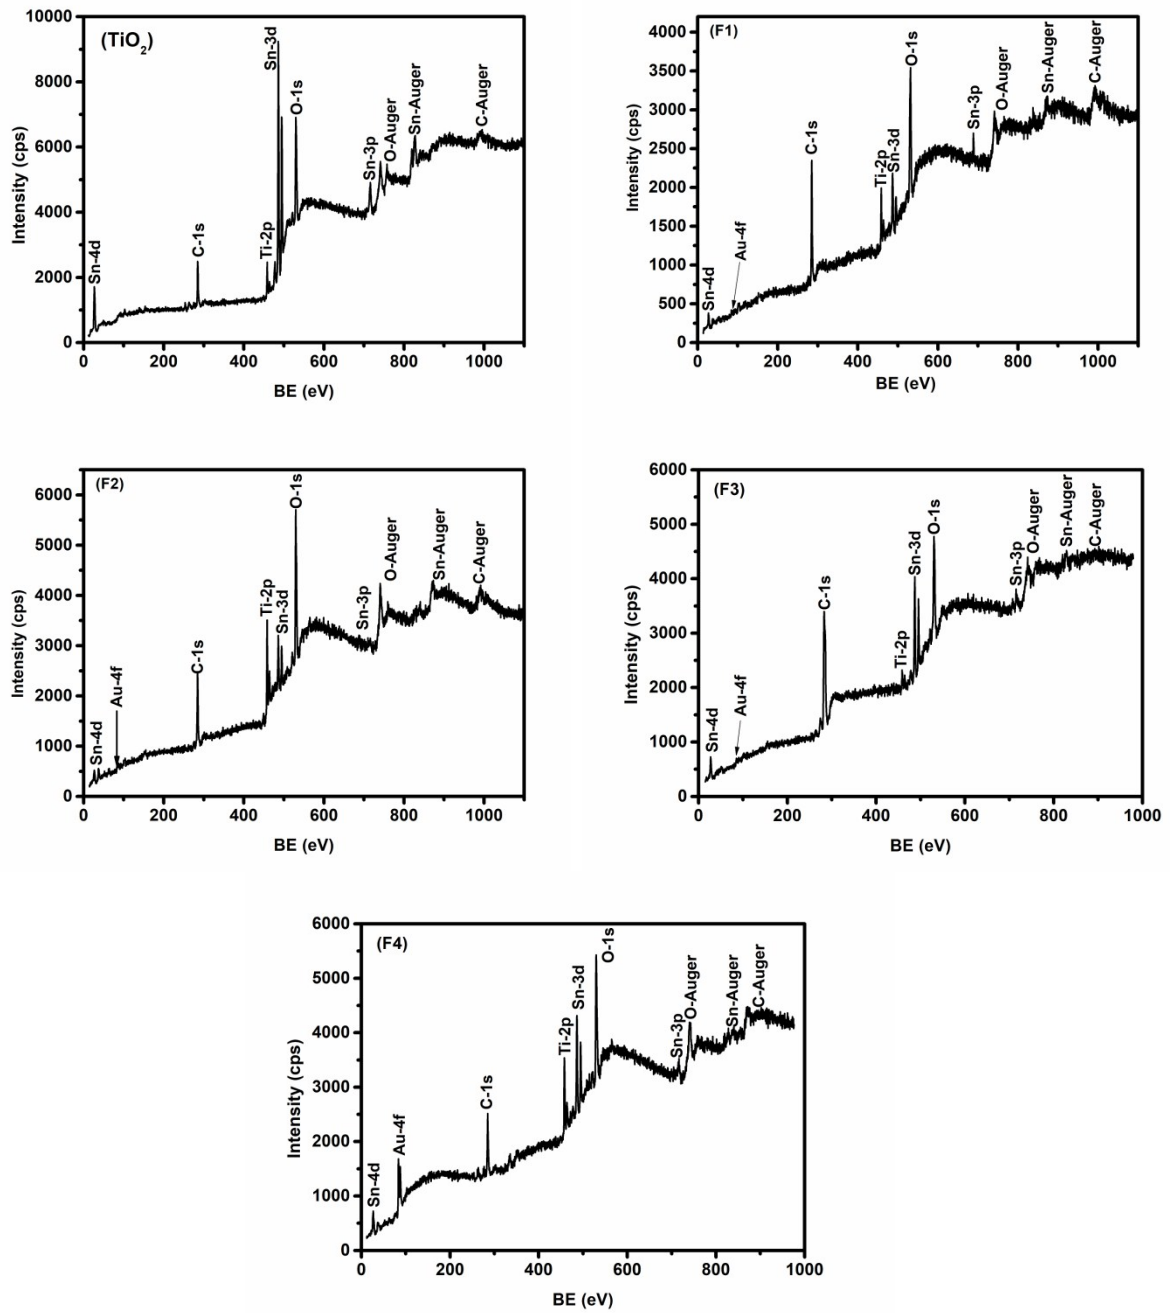 (TiO2)
10000
8000
6000
4000
2000
0
Intensity (cps)
Sn-4d
C-1s
Ti-2p
Sn-3d
O-1s
Sn-3p
O-Auger
Sn-Auger
C-Auger
0 200 400 600 800 1000
BE (eV)
(F1)
4000
3500
3000
2500
2000
1500
1000
500
0
Intensity (cps)
Sn-4d
Au-4f
C-1s
Ti-2p
Sn-3d
O-1s
Sn-3p
O-Auger
Sn-Auger
C-Auger
0 200 400 600 800 1000
BE (eV)
(F2)
6000
5000
4000
3000
2000
1000
0
Intensity (cps)
Sn-4d
Au-4f
C-1s
Ti-2p
Sn-3d
O-1s
Sn-3p
O-Auger
Sn-Auger
C-Auger
0 200 400 600 800 1000
BE (eV)
(F3)
6000
5000
4000
3000
2000
1000
0
Intensity (cps)
Sn-4d
Au-4f
C-1s
Ti-2p
Sn-3d
O-1s
Sn-3p
O-Auger
Sn-Auger
C-Auger
0 200 400 600 800 1000
BE (eV)
(F4)
6000
5000
4000
3000
2000
1000
0
Intensity (cps)
Sn-4d
Au-4f
C-1s
Ti-2p
Sn-3d
O-1s
Sn-3p
O-Auger
Sn-Auger
C-Auger
0 200 400 600 800 1000
BE (eV)